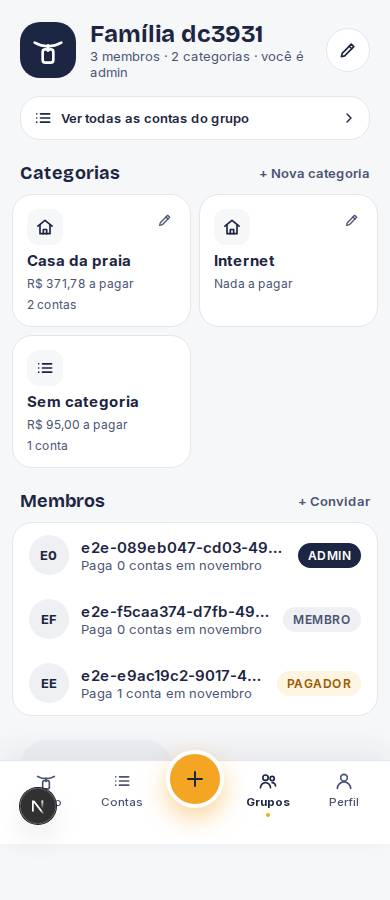 Família dc3931
3 membros · 2 categorias · você é
admin
Ver todas as contas do grupo
Categorias
+ Nova categoria
Casa da praia
R$ 371,78 a pagar
2 contas
Internet
Nada a pagar
Sem categoria
R$ 95,00 a pagar
1 conta
Membros
+ Convidar
E0
e2e-089eb047-cd03-49...
Paga 0 contas em novembro
ADMIN
EF
e2e-f5caa374-d7fb-49...
Paga 0 contas em novembro
MEMBRO
EE
e2e-e9ac19c2-9017-4...
Paga 1 conta em novembro
PAGADOR
N
Contas
Grupos
Perfil